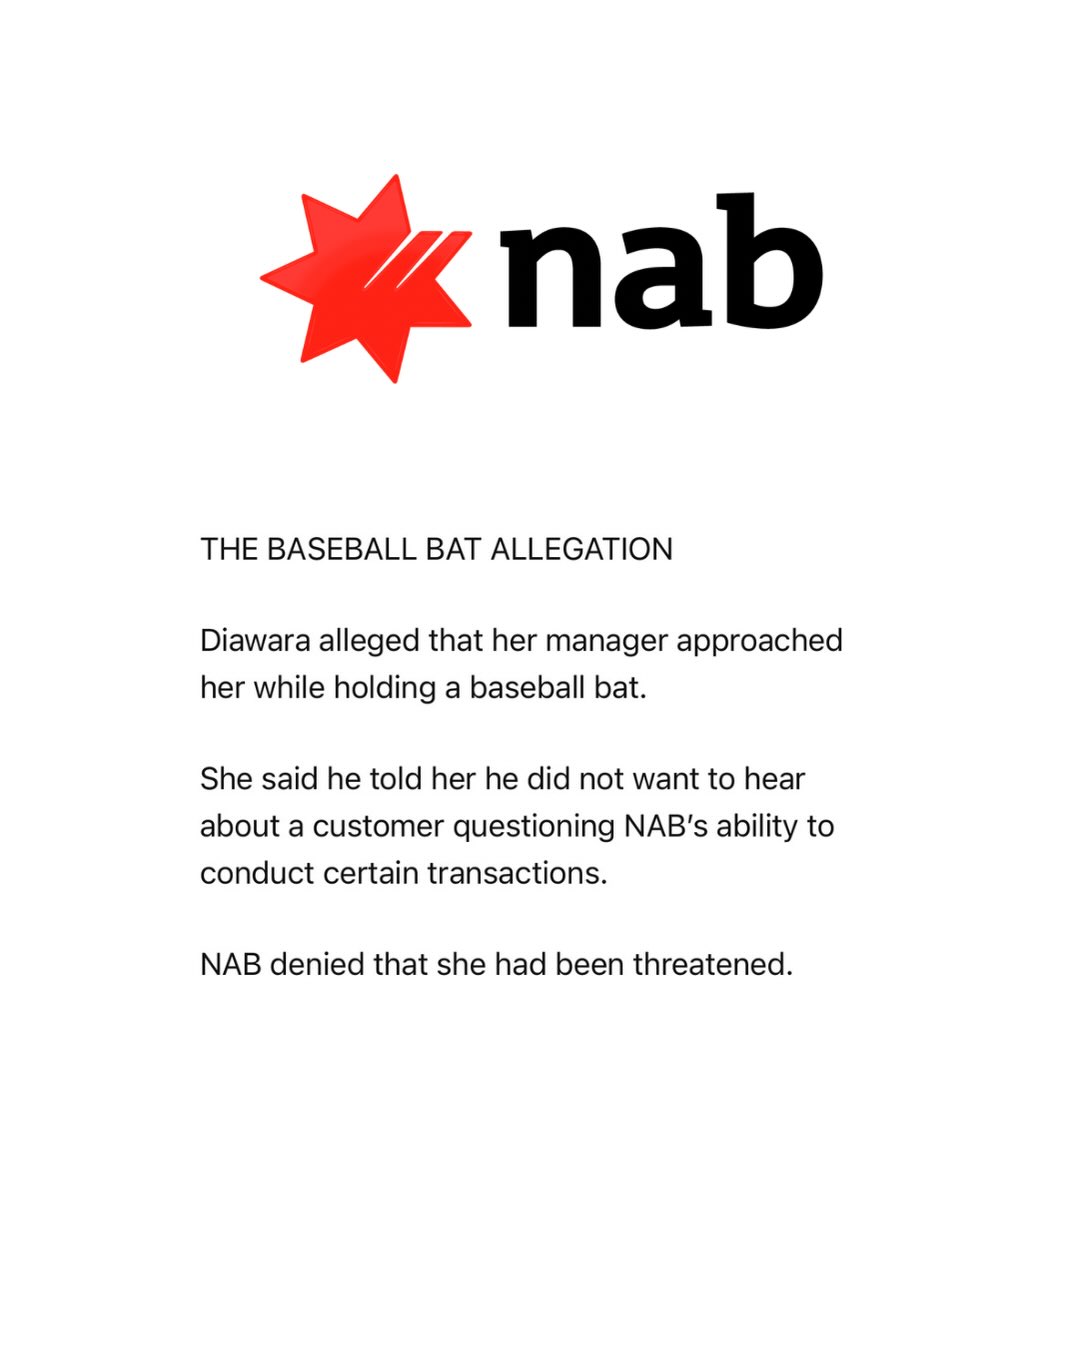 nab
THE BASEBALL BAT ALLEGATION
Diawara alleged that her manager approached
her while holding a baseball bat.
She said he told her he did not want to hear
about a customer questioning NAB’s ability to
conduct certain transactions.
NAB denied that she had been threatened.